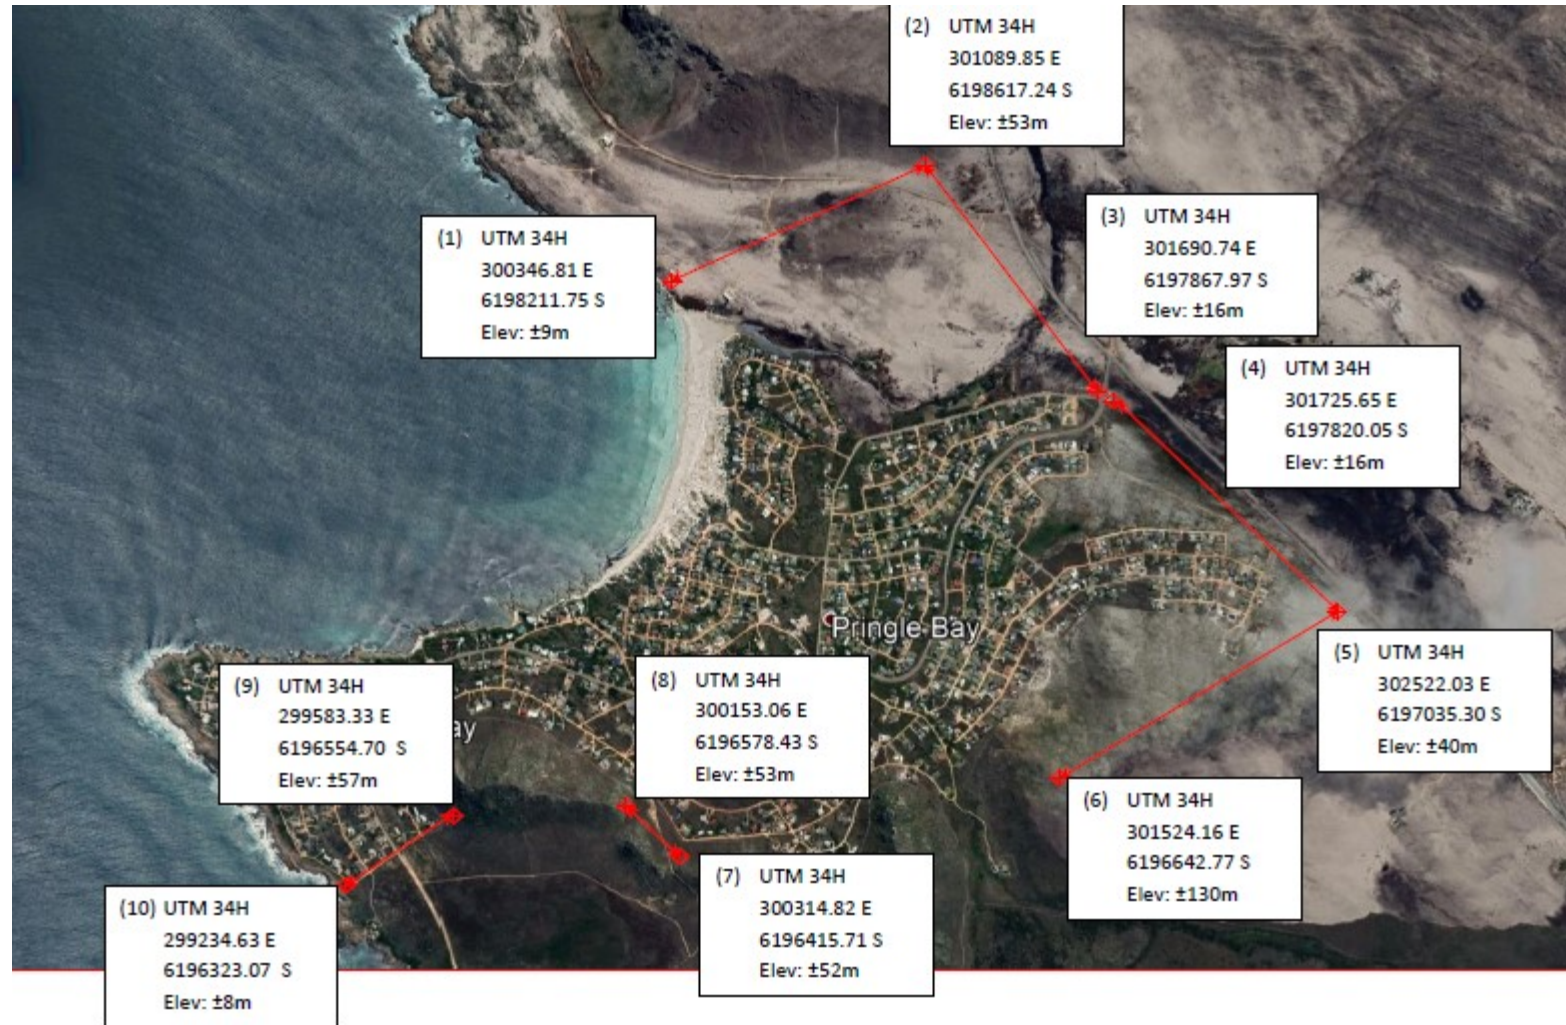 (2) UTM 34H
301089.85 E
6198617.24 S
Elev: ±53m
(1) UTM 34H
300346.81 E
6198211.75 S
Elev: ±9m
(3) UTM 34H
301690.74 E
6197867.97 S
Elev: ±16m
(4) UTM 34H
301725.65 E
6197820.05 S
Elev: ±16m
Pringle Bay
(5) UTM 34H
302522.03 E
6197035.30 S
Elev: ±40m
(9) UTM 34H
299583.33 E
6196554.70 S
Elev: ±57m
ay
(8) UTM 34H
300153.06 E
6196578.43 S
Elev: ±53m
(6) UTM 34H
301524.16 E
6196642.77 S
Elev: ±130m
(7) UTM 34H
300314.82 E
6196415.71 S
Elev: ±52m
(10) UTM 34H
299234.63 E
6196323.07 S
Elev: ±8m